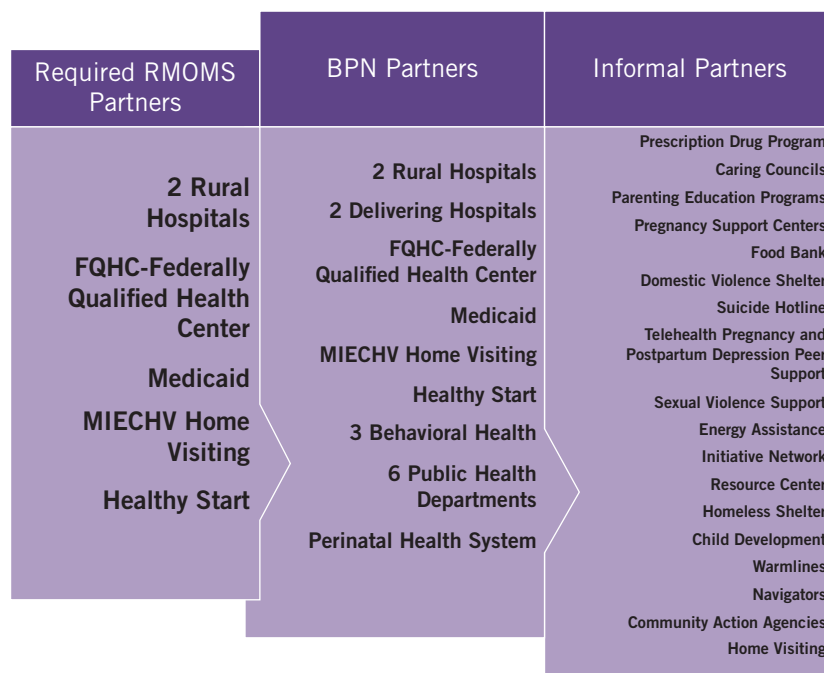 Required RMOMS
Partners
2 Rural
Hospitals
FQHC-Federally
Qualified Health
Center
Medicaid
MIECHV Home
Visiting
Healthy Start
BPN Partners
2 Rural Hospitals
2 Delivering Hospitals
FQHC-Federally
Qualified Health Center
Medicaid
MIECHV Home Visiting
Healthy Start
3 Behavioral Health
6 Public Health
Departments
Perinatal Health System
Informal Partners
Prescription Drug Program
Caring Councils
Parenting Education Programs
Pregnancy Support Centers
Food Bank
Domestic Violence Shelter
Suicide Hotline
Telehealth Pregnancy and
Postpartum Depression Peer
Support
Sexual Violence Support
Energy Assistance
Initiative Network
Resource Center
Homeless Shelter
Child Development
Warmlines
Navigators
Community Action Agencies
Home Visiting